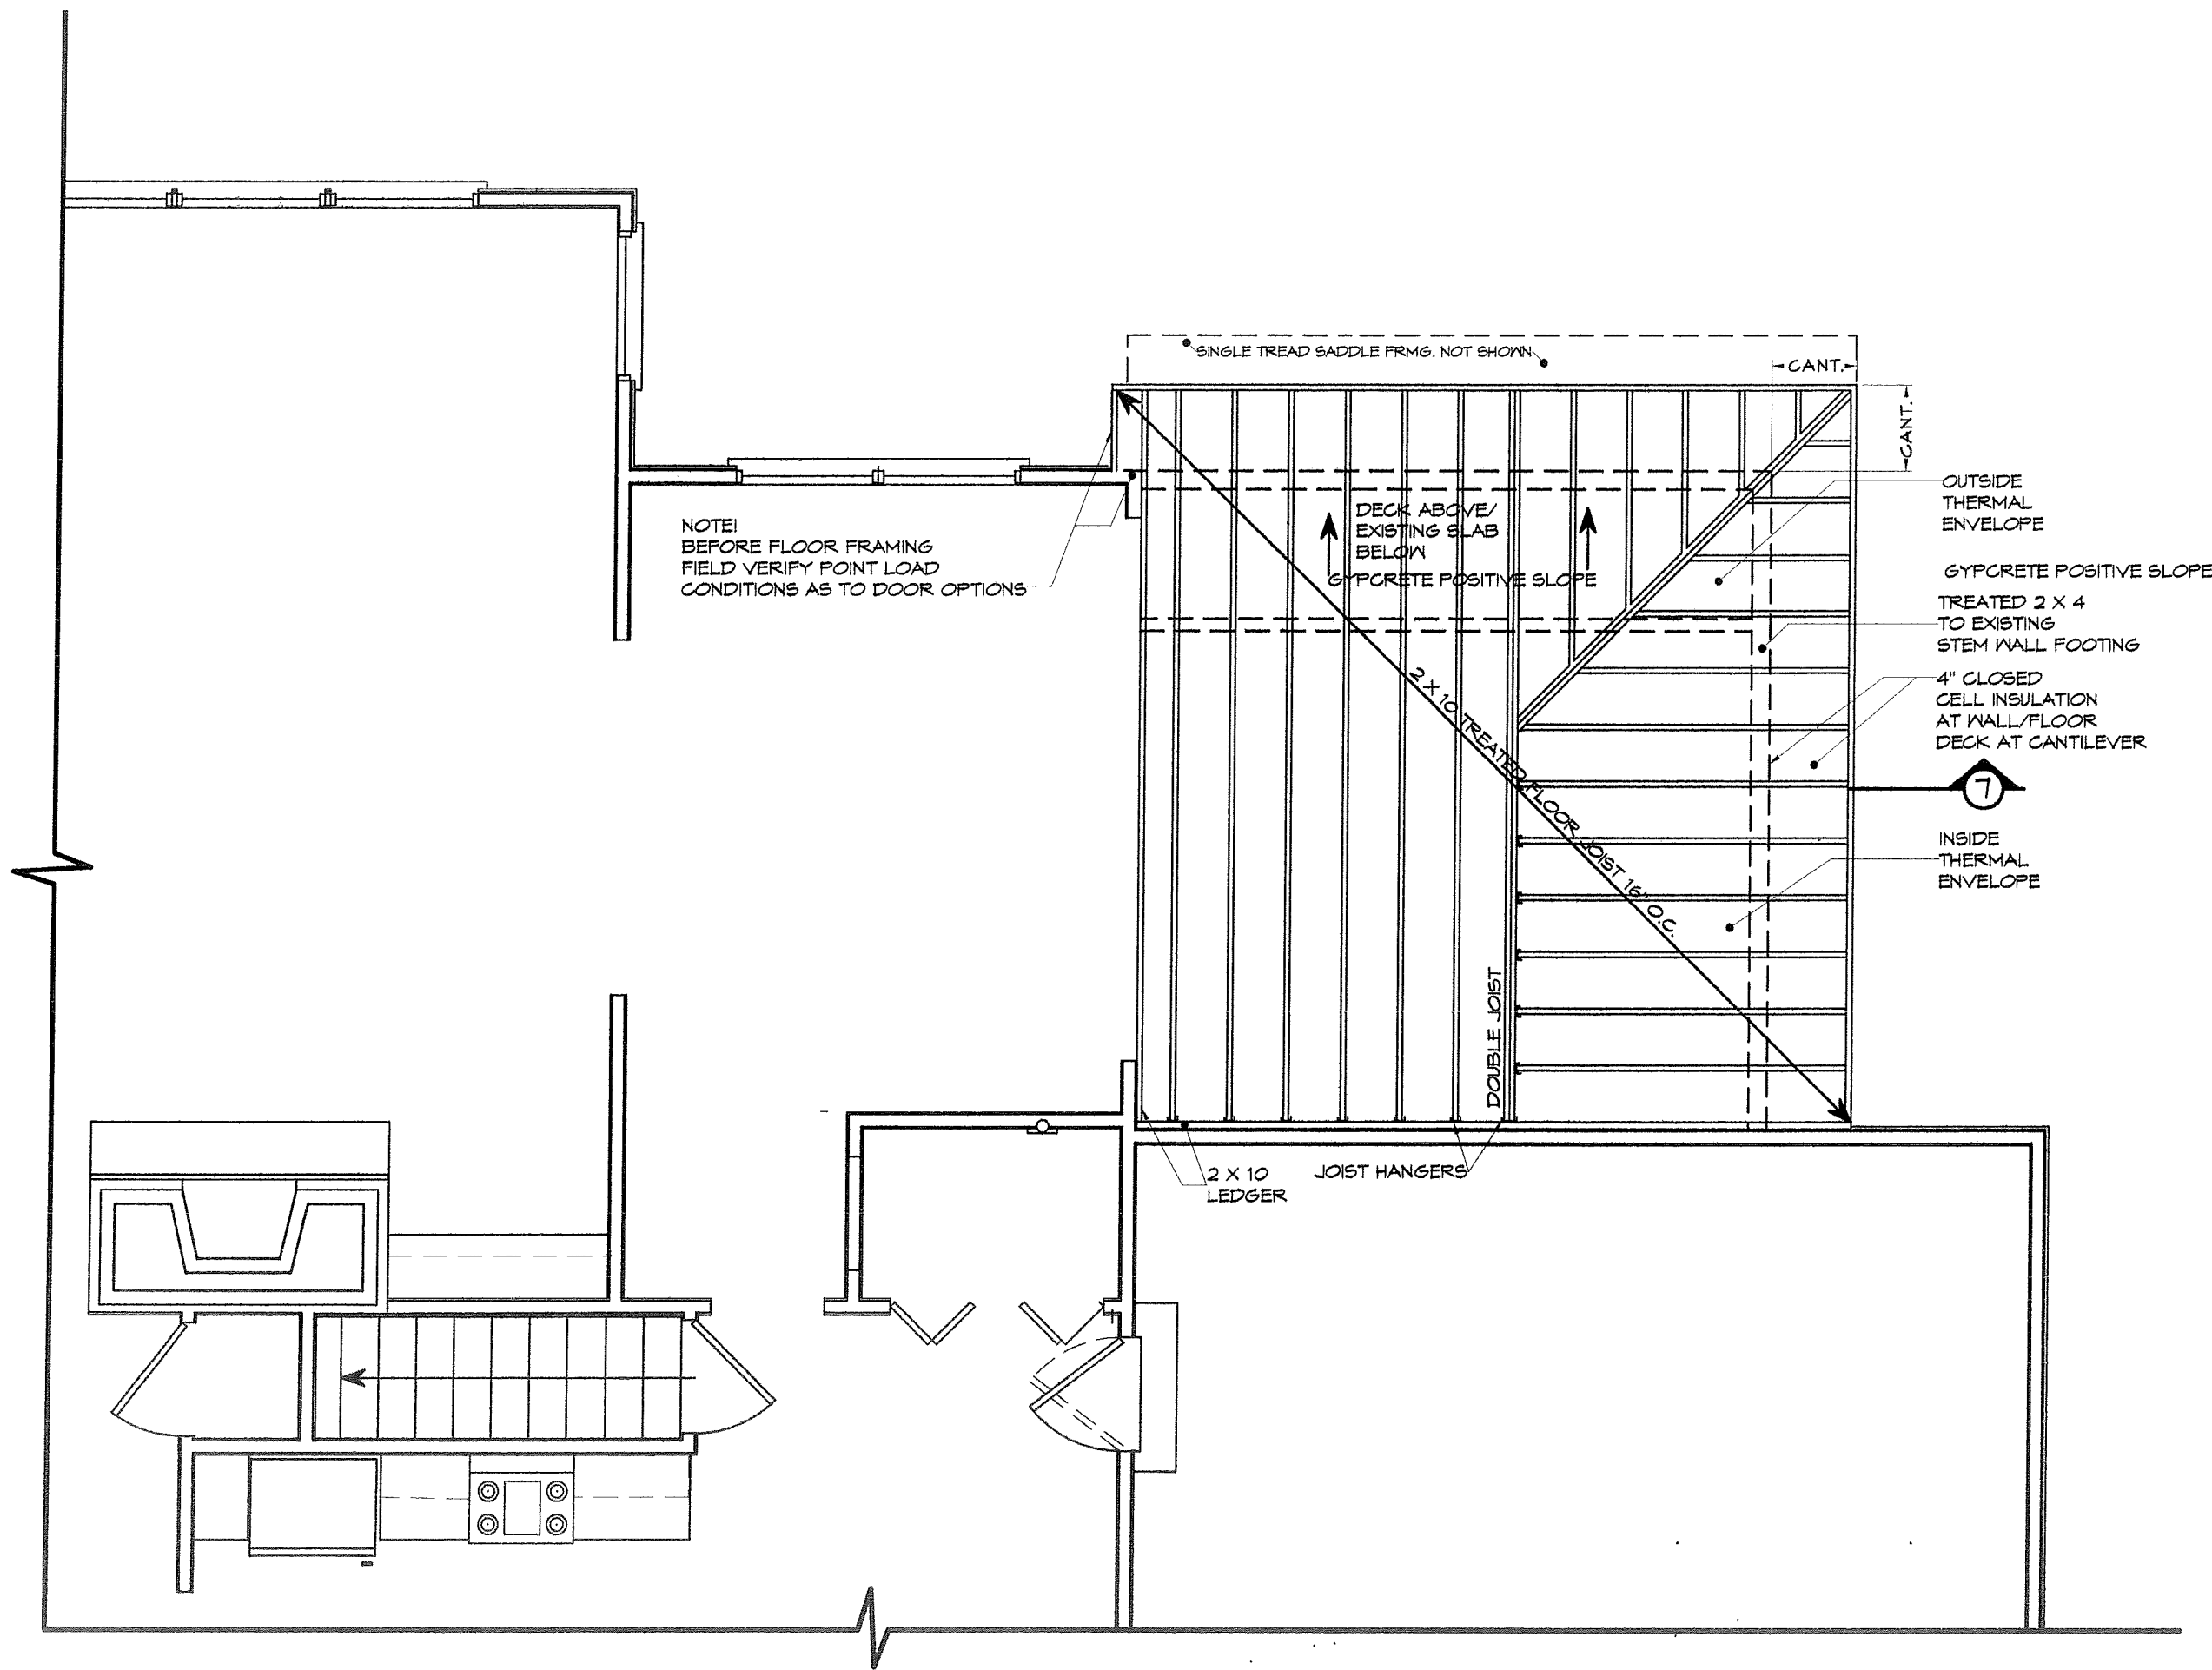 SINGLE TREAD SADDLE FRMG. NOT SHOWN
CANT.
CANT.
OUTSIDE
THERMAL
ENVELOPE
NOTE!
BEFORE FLOOR FRAMING
FIELD VERIFY POINT LOAD
CONDITIONS AS TO DOOR OPTIONS
DECK ABOVE/
EXISTING SLAB
BELOW
GYPCRETE POSITIVE SLOPE
GYPCRETE POSITIVE SLOPE
TREATED 2 X 4
TO EXISTING
STEM WALL FOOTING
4" CLOSED
CELL INSULATION
AT WALL/FLOOR
DECK AT CANTILEVER
2 X 10 TREATED FLOOR JOIST 16" O.C.
7
INSIDE
THERMAL
ENVELOPE
DOUBLE JOIST
2 X 10
LEDGER
JOIST HANGERS